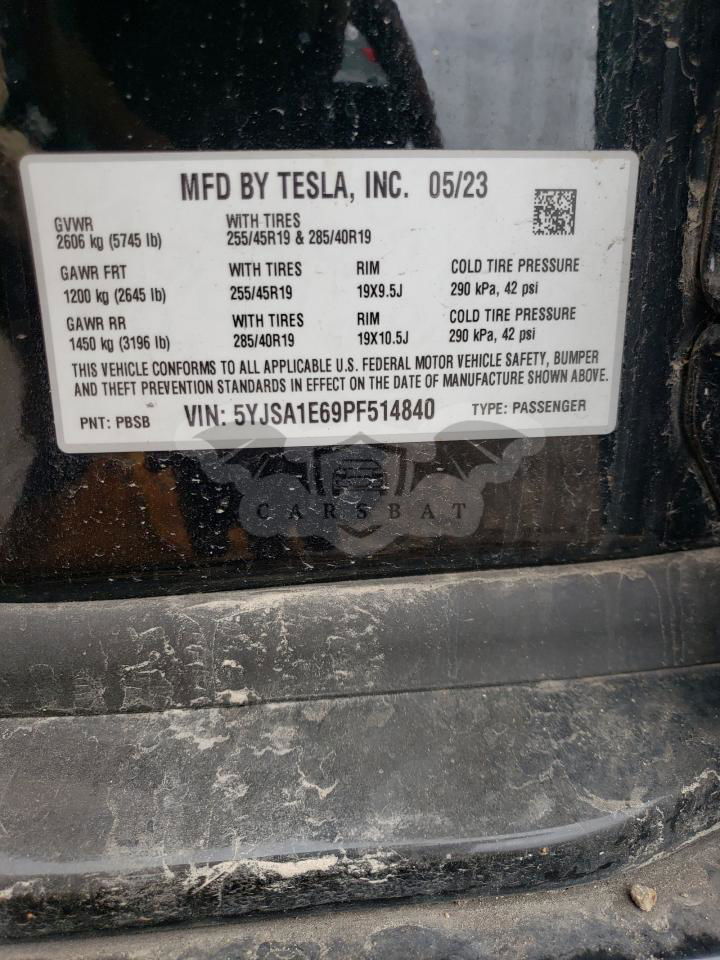 MFD BY TESLA, INC. 05/23
GVWR WITH TIRES
2606 kg (5745 lb) 255/45R19 & 285/40R19
GAWR FRT WITH TIRES RIM COLD TIRE PRESSURE
1200 kg (2645 lb) 255/45R19 19X9.5J 290 kPa, 42 psi
GAWR RR WITH TIRES RIM COLD TIRE PRESSURE
1450 kg (3196 lb) 285/40R19 19X10.5J 290 kPa, 42 psi
THIS VEHICLE CONFORMS TO ALL APPLICABLE U.S. FEDERAL MOTOR VEHICLE SAFETY, BUMPER
AND THEFT PREVENTION STANDARDS IN EFFECT ON THE DATE OF MANUFACTURE SHOWN ABOVE.
PNT: PBSB VIN: 5YJSA1E69PF514840 TYPE: PASSENGER
CARSBAT